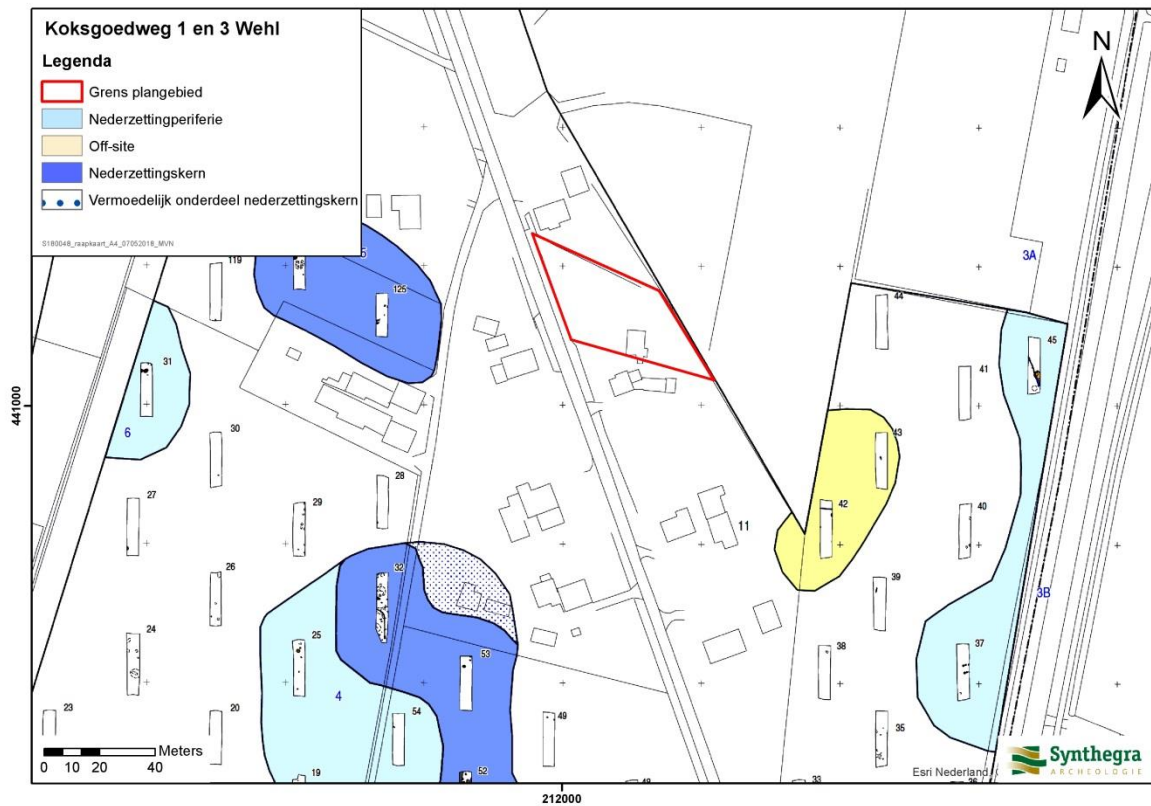 Koksgoedweg 1 en 3 Wehl
Legenda
Grens plangebied
Nederzettingperiferie
Off-site
Nederzettingskern
Vermoedelijk onderdeel nederzettingskern
S180048_raapkaart_A4_07052018_MVN
N
3A
119
125
44
45
31
41
441000
6
30
43
28
27
29
42
40
11
32
26
39
3B
24
25
53
38
37
4
23
20
54
49
35
0 10 20 40 Meters
19
52
48
33
36
Esri Nederland
Synthegra
ARCHEOLOGIE
212000